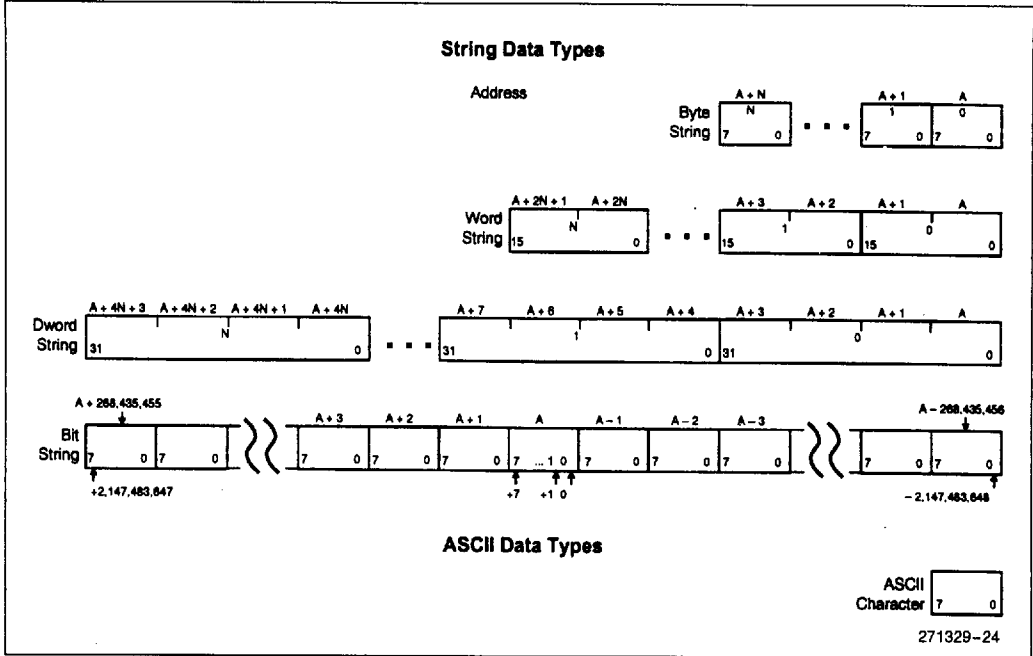 String Data Types
Address
A + N A + 1 A
Byte String
N 1 0
7 0 7 0 7 0
A + 2N + 1 A + 2N A + 3 A + 2 A + 1 A
Word String
N 1 0
15 0 15 0 15 0
A + 4N + 3 A + 4N + 2 A + 4N + 1 A + 4N A + 7 A + 6 A + 5 A + 4 A + 3 A + 2 A + 1 A
Dword String
N 1 0
31 0 31 0 31 0
A + 268,435,455 A + 3 A + 2 A + 1 A A – 1 A – 2 A – 3 A – 268,435,456
Bit String
7 0 7 0 7 0 7 0 7 0 7 ...1 0 7 0 7 0 7 0 7 0 7 0
+2,147,483,647 +7 +1 0 – 2,147,483,648
ASCII Data Types
ASCII Character
7 0
271329–24